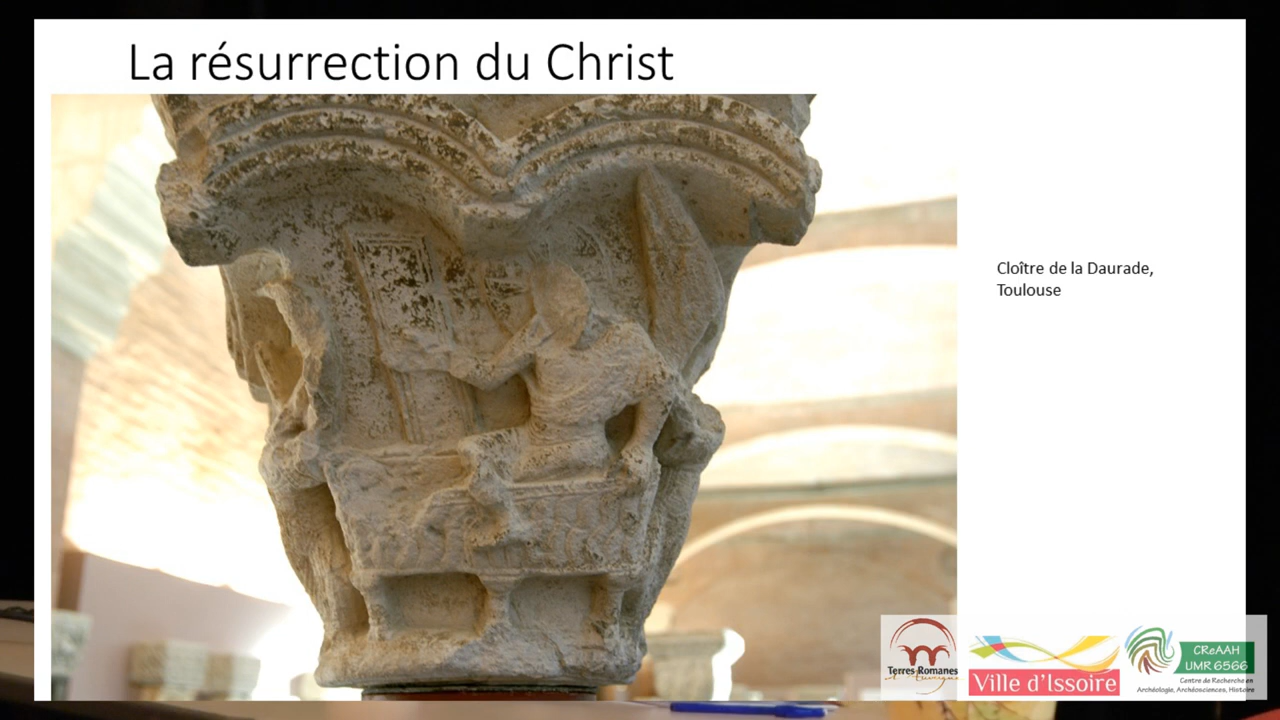 La résurrection du Christ
Cloître de la Daurade,
Toulouse
Terres Romanes
d'Auvergne
Ville d'Issoire
CReAAH
UMR 6566
Centre de Recherche en
Archéologie, Archéosciences, Histoire